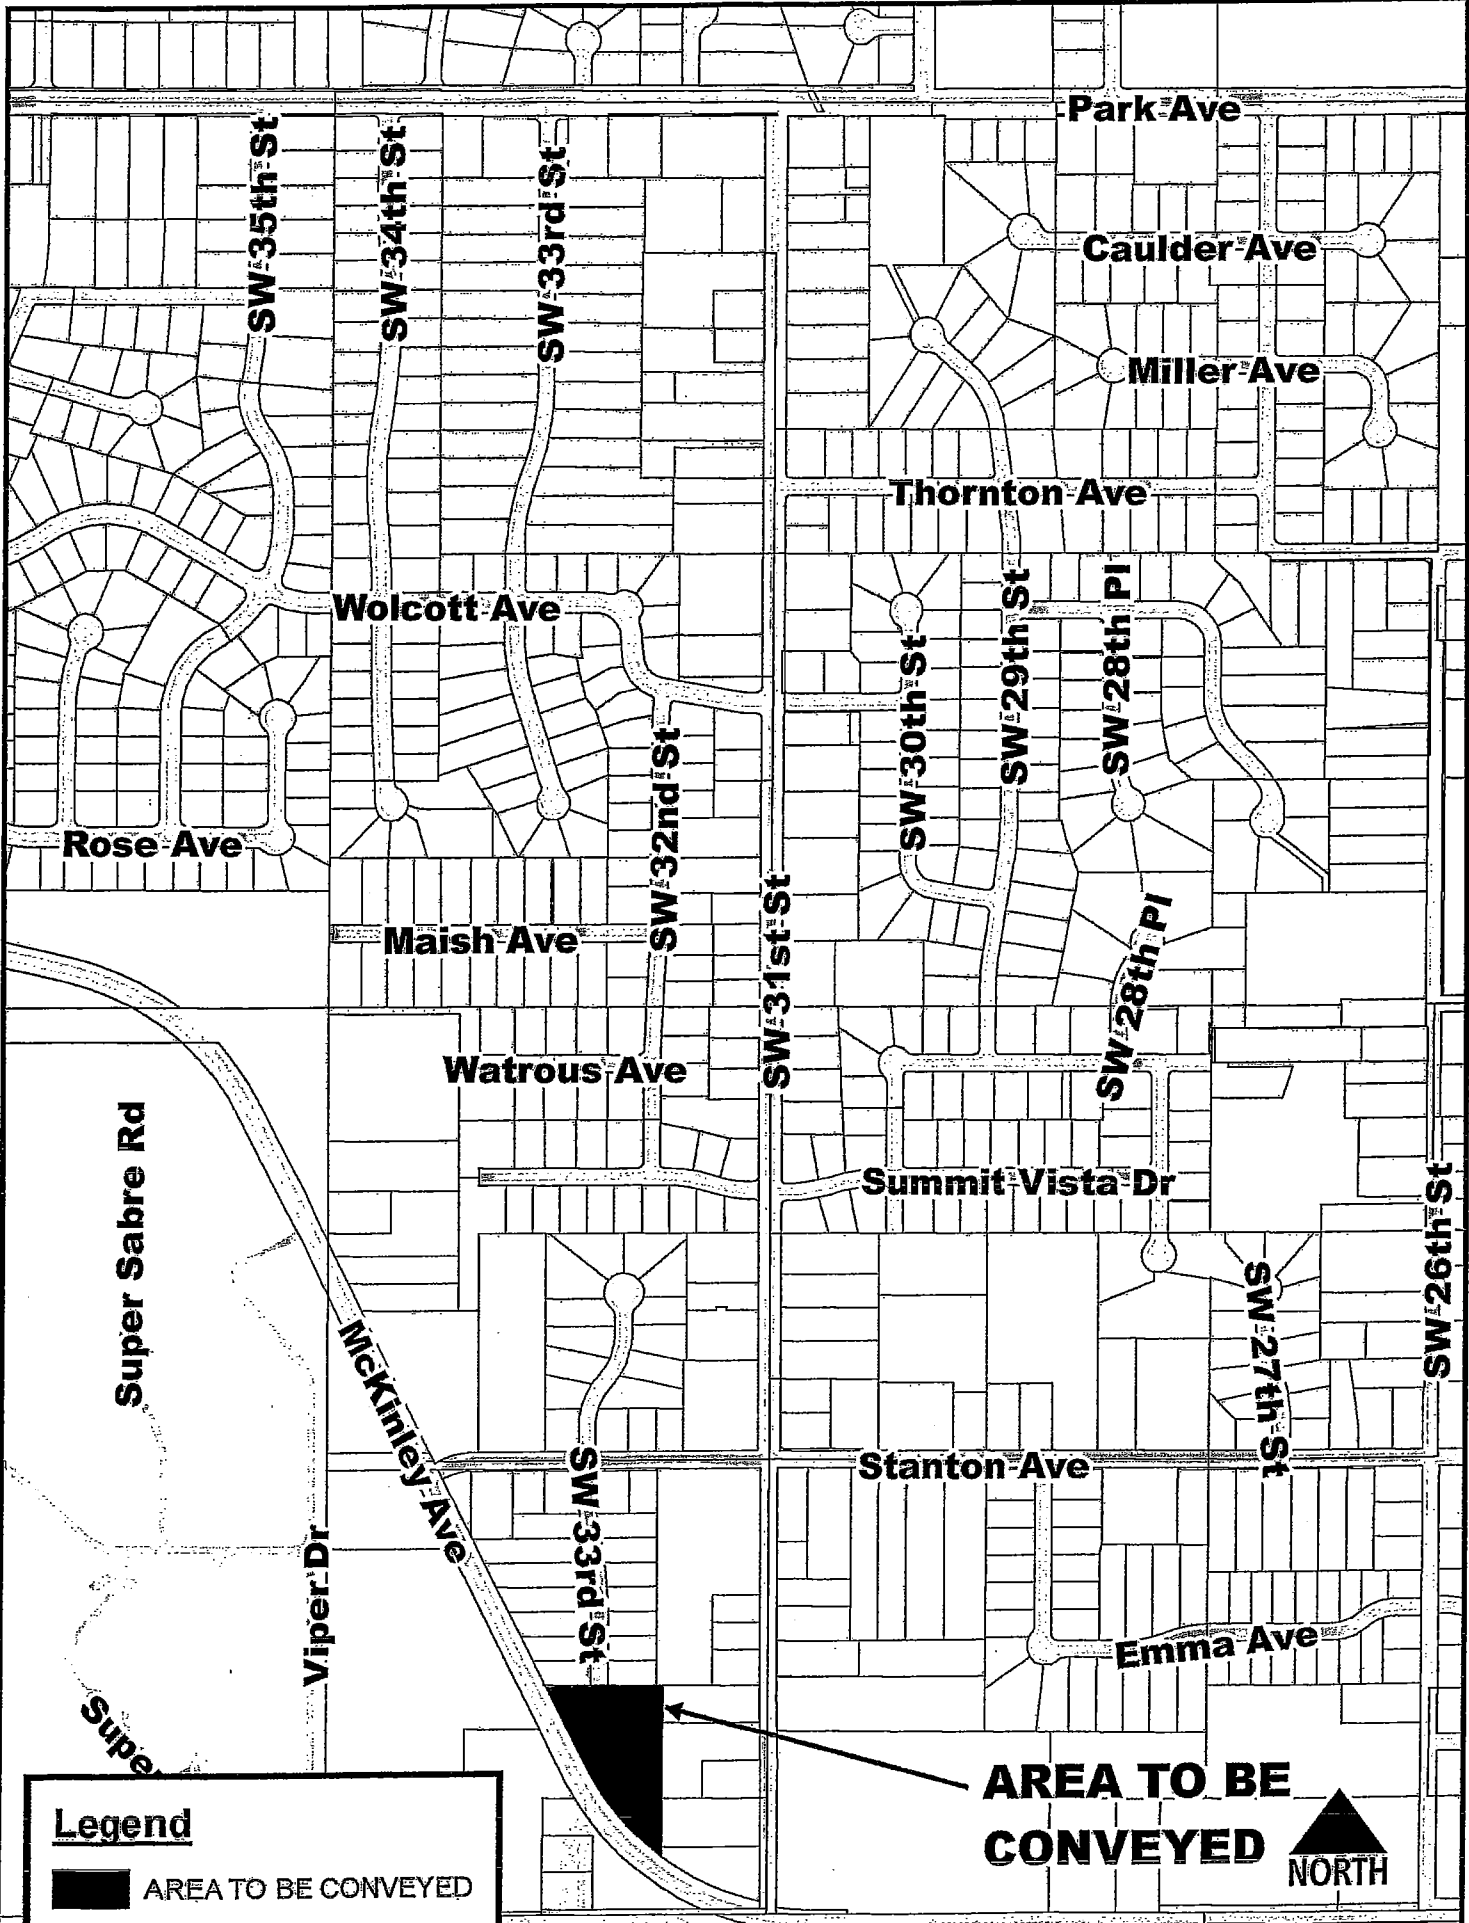 Park Ave
SW 35th St
SW 34th St
SW 33rd St
Caulder Ave
Miller Ave
Thornton Ave
Wolcott Ave
SW 30th St
SW 29th St
SW 28th Pl
SW 32nd St
Rose Ave
Maish Ave
SW 31st St
SW 28th Pl
Watrous Ave
Super Sabre Rd
Summit Vista Dr
SW 26th St
SW 27th St
McKinley Ave
Stanton Ave
SW 33rd St
Viper Dr
Emma Ave
Super
AREA TO BE
CONVEYED
NORTH
Legend
AREA TO BE CONVEYED